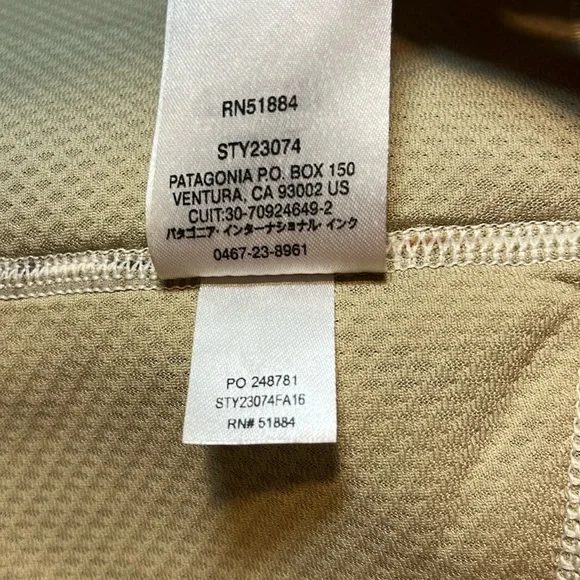 RN51884
STY23074
PATAGONIA P.O. BOX 150
VENTURA, CA 93002 US
CUIT:30-70924649-2
パタゴニア・インターナショナル インク
0467-23-8961
PO 248781
STY23074FA16
RN# 51884